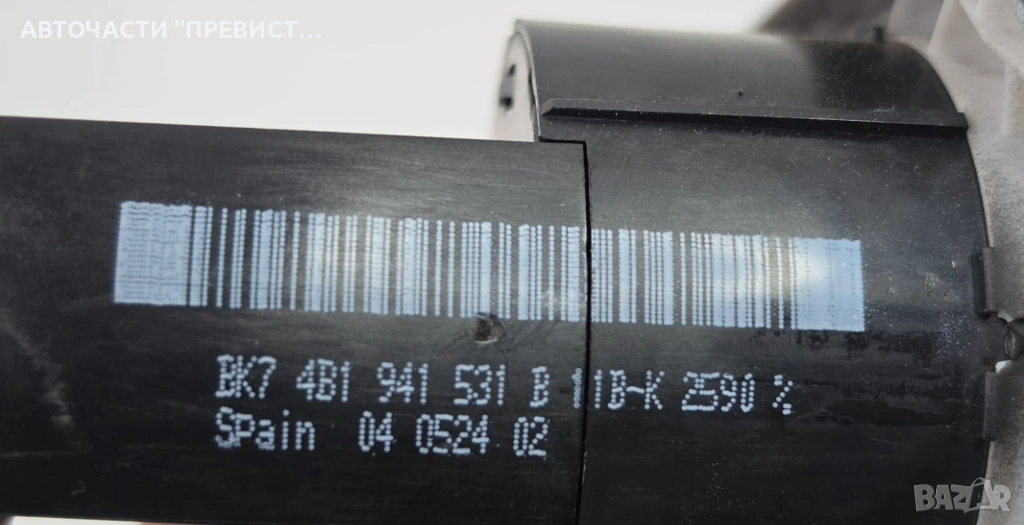 АВТОЧАСТИ "ПРЕВИСТ...
BK7 4B1 941 531 B 11B-K 2590 %
Spain 04 0524 02
BAZAR